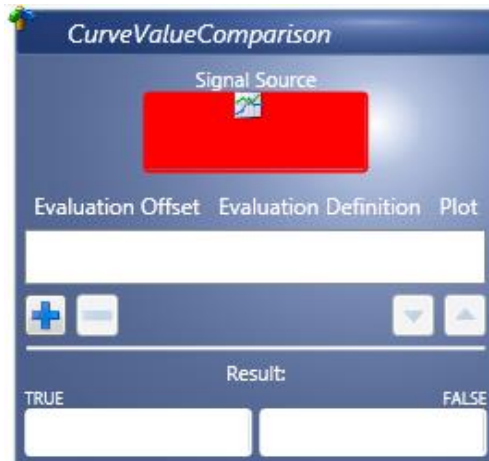 CurveValueComparison
Signal Source
Evaluation Offset Evaluation Definition Plot
Result:
TRUE FALSE